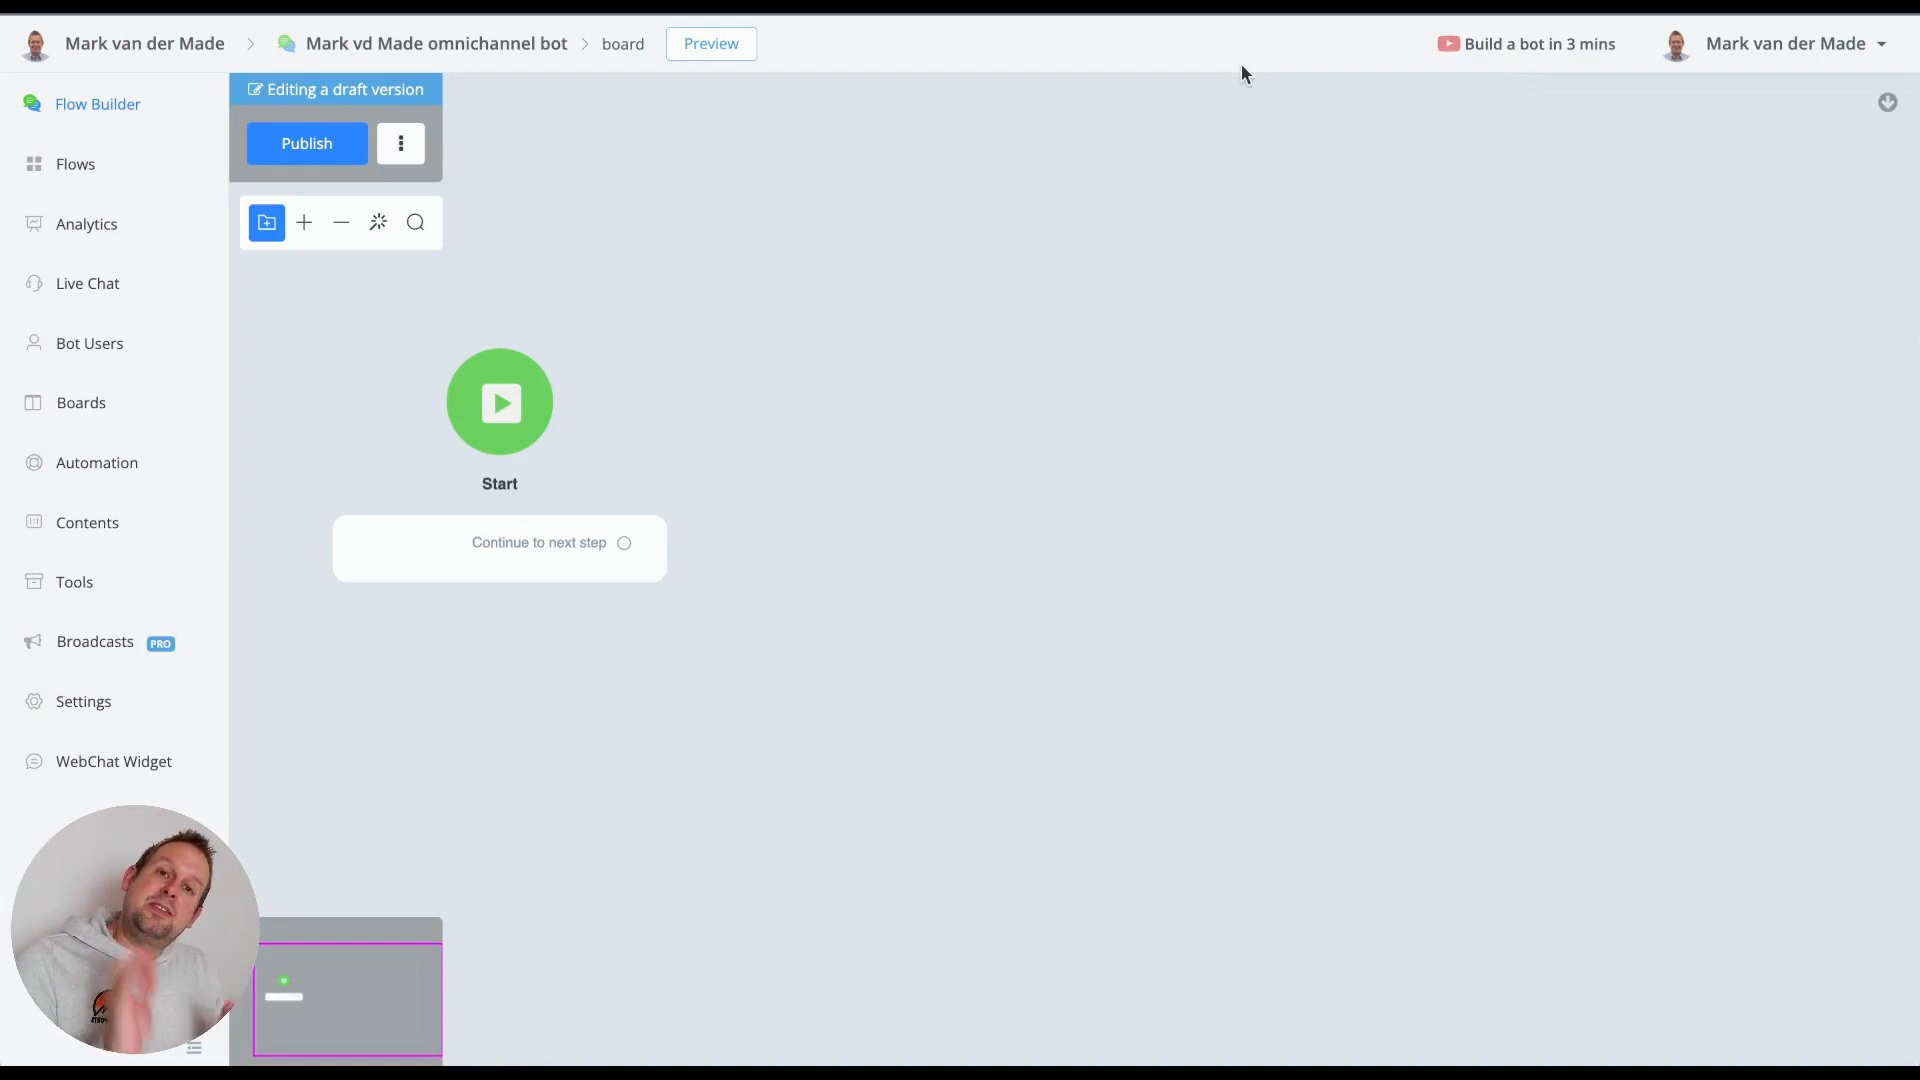 Mark van der Made
Mark vd Made omnichannel bot
board
Preview
Build a bot in 3 mins
Mark van der Made
Flow Builder
Flows
Analytics
Live Chat
Bot Users
Boards
Automation
Contents
Tools
Broadcasts PRO
Settings
WebChat Widget
Editing a draft version
Publish
Start
Continue to next step